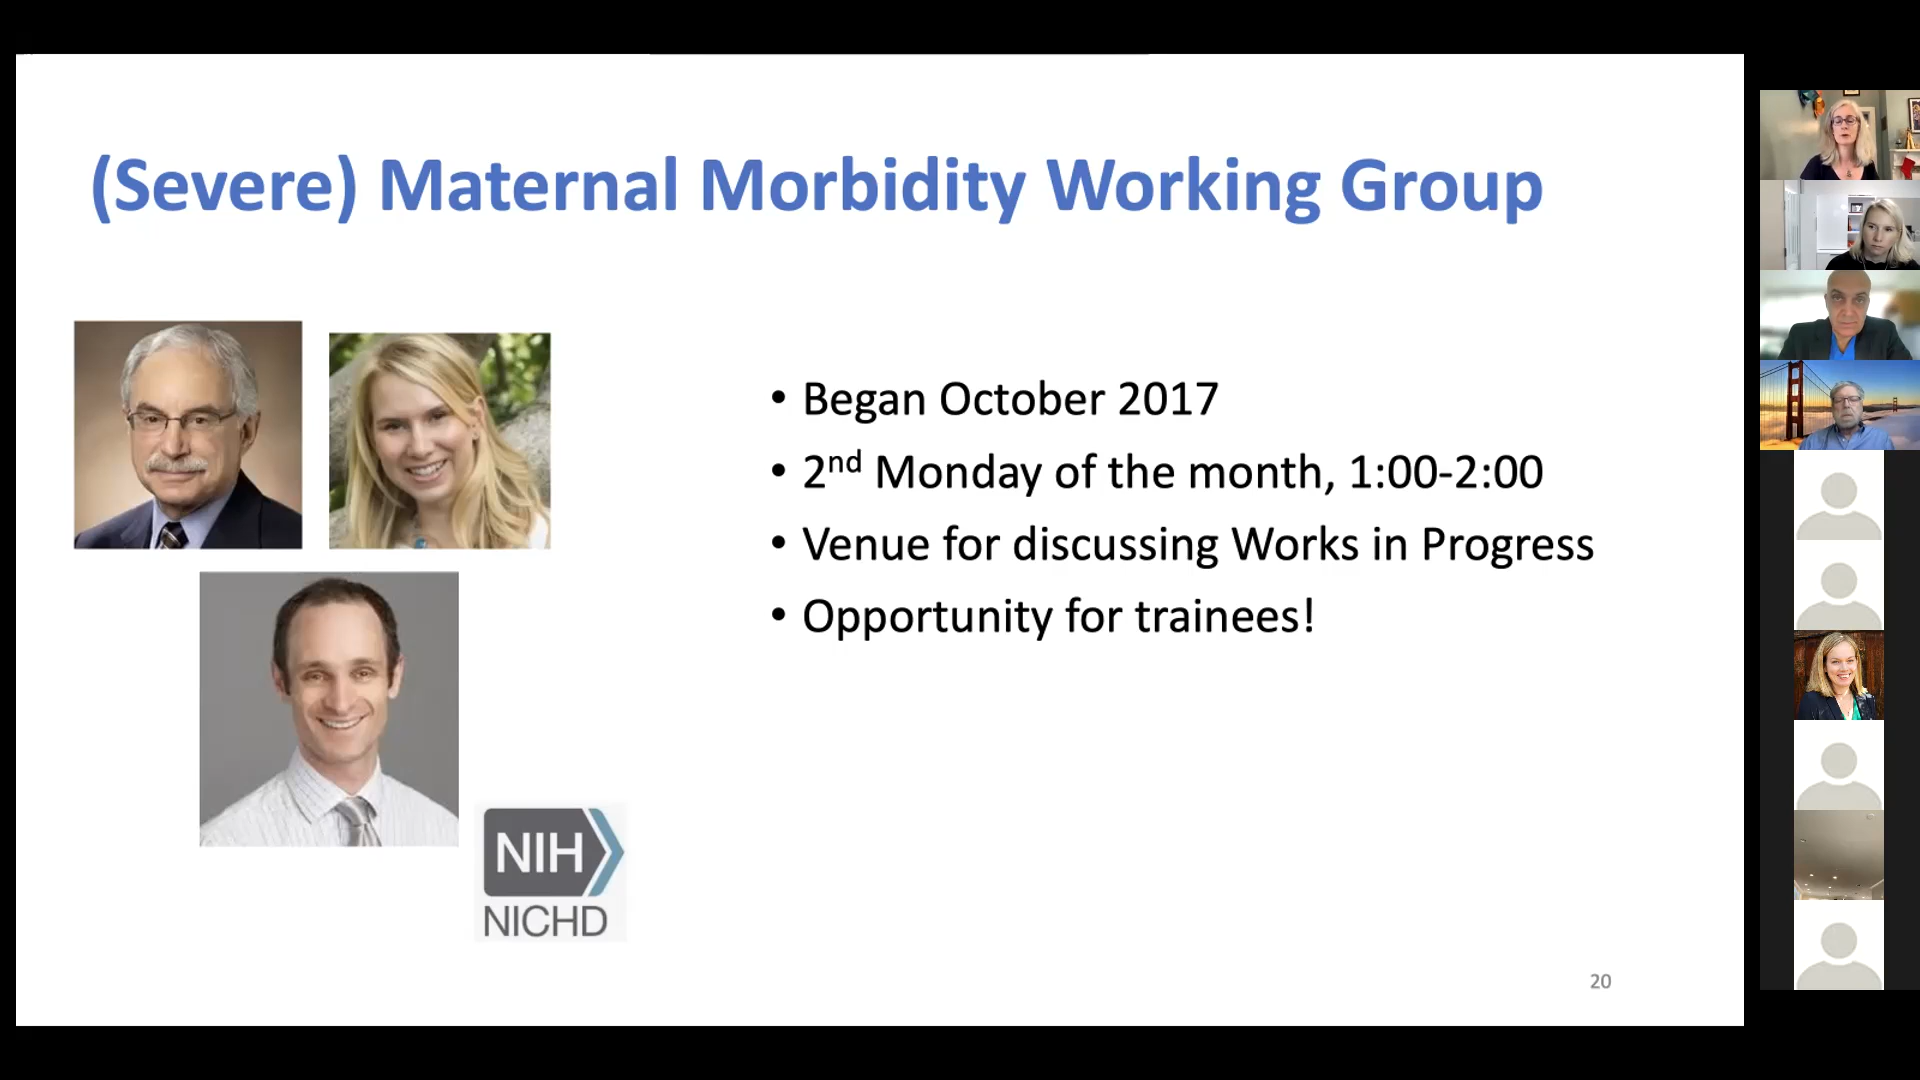 (Severe) Maternal Morbidity Working Group
• Began October 2017
• 2nd Monday of the month, 1:00-2:00
• Venue for discussing Works in Progress
• Opportunity for trainees!
NIH
NICHD
20